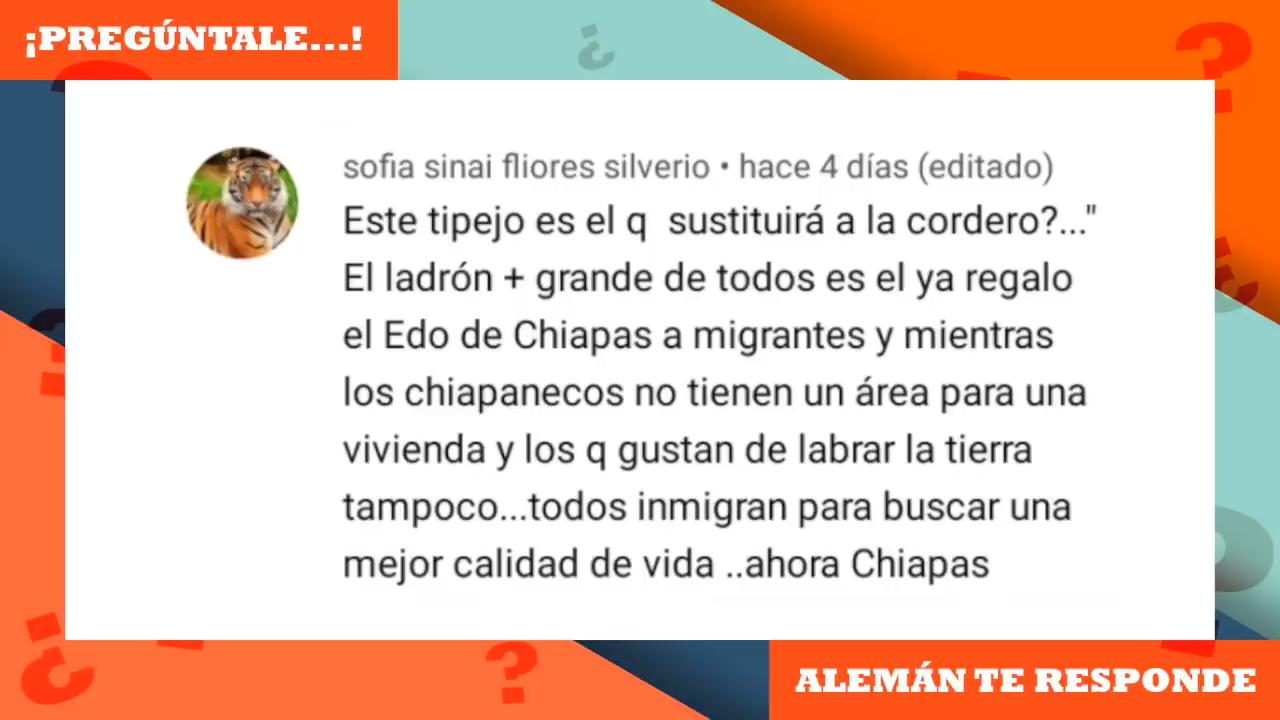 ¡PREGÚNTALE...!
sofia sinai fliores silverio • hace 4 días (editado)
Este tipejo es el q  sustituirá a la cordero?..."
El ladrón + grande de todos es el ya regalo
el Edo de Chiapas a migrantes y mientras
los chiapanecos no tienen un área para una
vivienda y los q gustan de labrar la tierra
tampoco...todos inmigran para buscar una
mejor calidad de vida ..ahora Chiapas
ALEMÁN TE RESPONDE